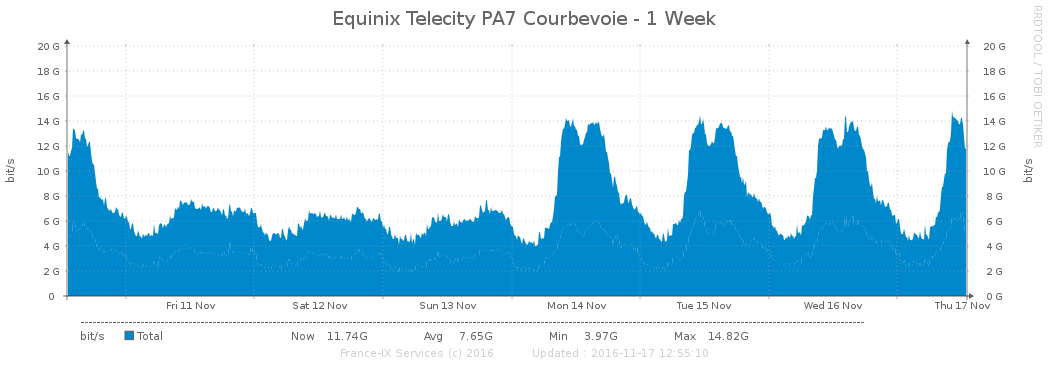 Equinix Telecity PA7 Courbevoie - 1 Week
RRDTOOL / TOBI OETIKER
bit/s
20 G 20 G
18 G 18 G
16 G 16 G
14 G 14 G
12 G 12 G
10 G 10 G
8 G 8 G
6 G 6 G
4 G 4 G
2 G 2 G
0 0 G
bit/s
Fri 11 Nov Sat 12 Nov Sun 13 Nov Mon 14 Nov Tue 15 Nov Wed 16 Nov Thu 17 Nov
bit/s Total Now 11.74G Avg 7.65G Min 3.97G Max 14.82G
France-IX Services (c) 2016 Updated : 2016-11-17 12:55:10